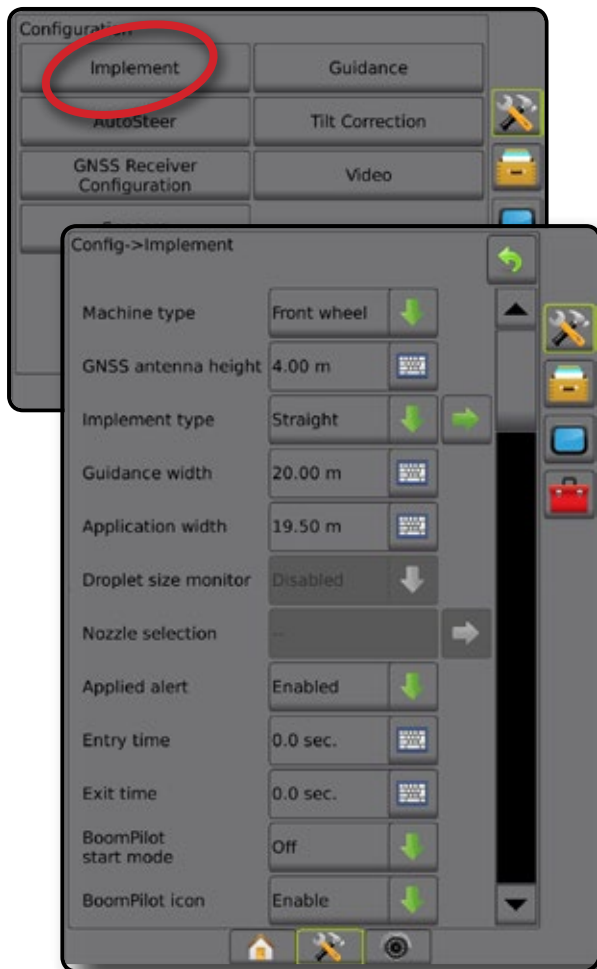 Configuration
Implement
Guidance
AutoSteer
Tilt Correction
GNSS Receiver
Configuration
Video
Config->Implement
Machine type
Front wheel
GNSS antenna height
4.00 m
Implement type
Straight
Guidance width
20.00 m
Application width
19.50 m
Droplet size monitor
Disabled
Nozzle selection
--
Applied alert
Enabled
Entry time
0.0 sec.
Exit time
0.0 sec.
BoomPilot
start mode
Off
BoomPilot icon
Enable